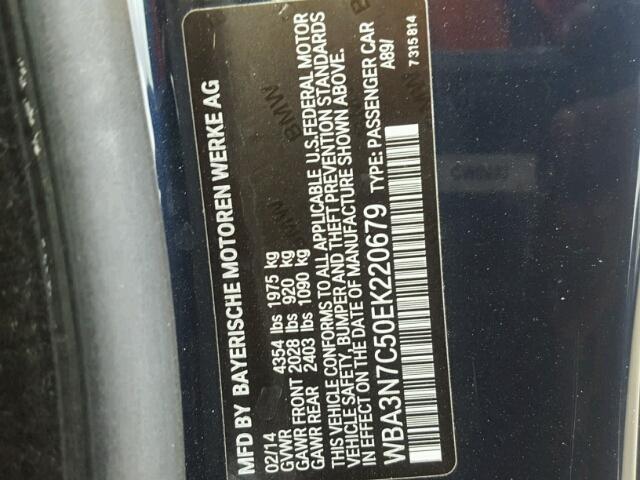 MFD BY BAYERISCHE MOTOREN WERKE AG
02/14
GVWR 4354 lbs 1975 kg
GAWR FRONT 2028 lbs 920 kg
GAWR REAR 2403 lbs 1090 kg
THIS VEHICLE CONFORMS TO ALL APPLICABLE U.S. FEDERAL MOTOR
VEHICLE SAFETY, BUMPER AND THEFT PREVENTION STANDARDS
IN EFFECT ON THE DATE OF MANUFACTURE SHOWN ABOVE.
WBA3N7C50EK220679 TYPE: PASSENGER CAR
A89/
7 315 814
BMW
BMW
BMW